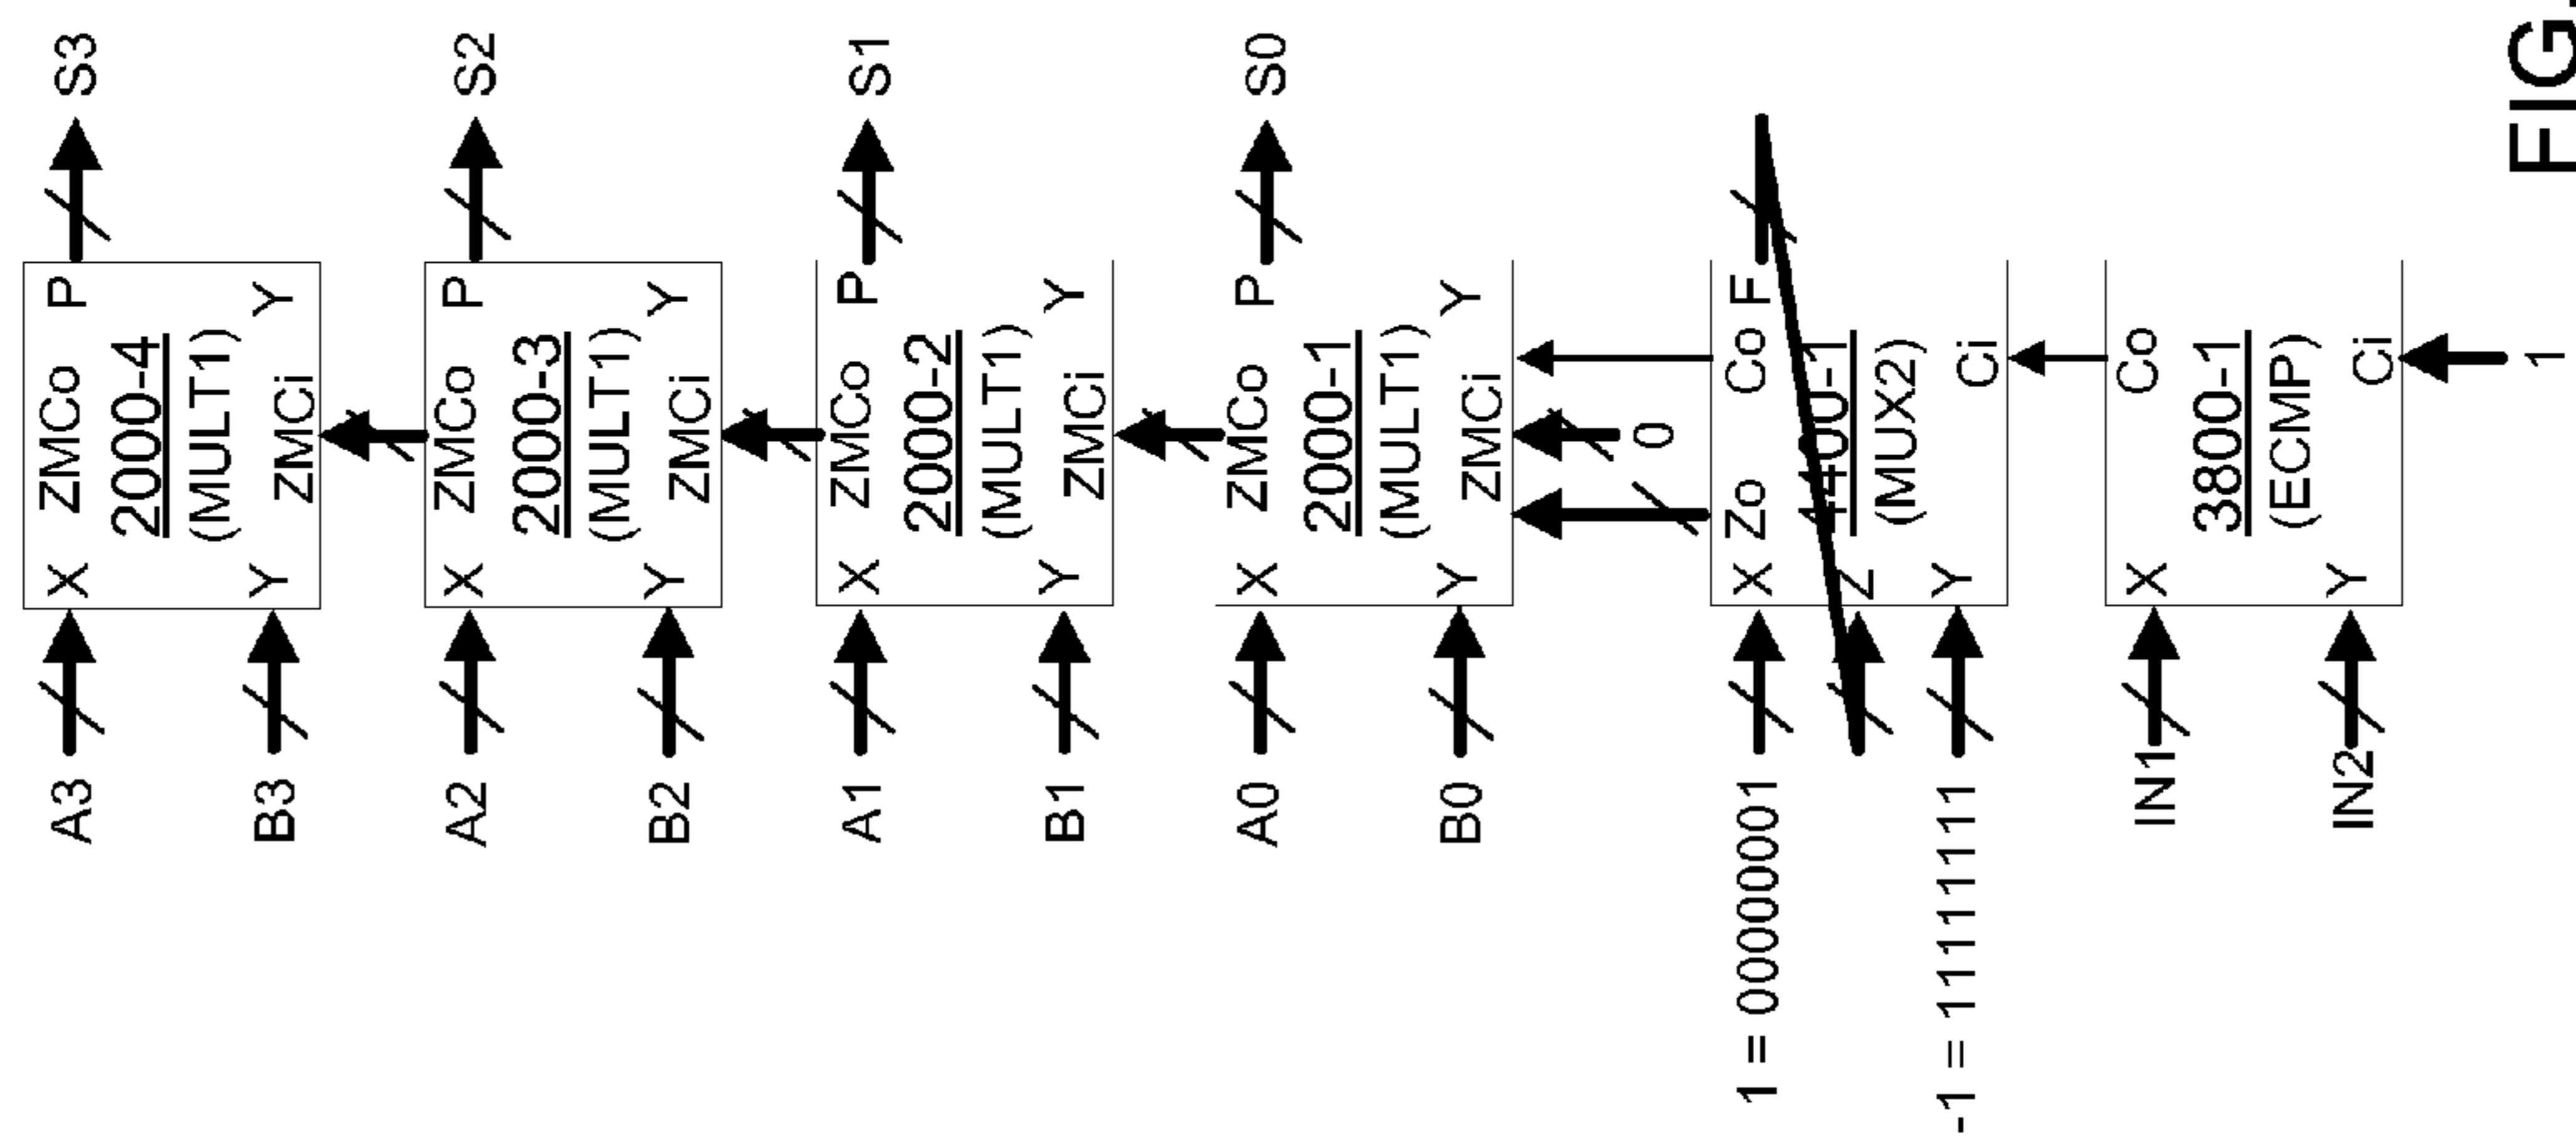 A3 X ZMCo P S3
2000-4
(MULT1)
B3 Y Y
ZMCi
A2 X ZMCo P S2
2000-3
(MULT1)
B2 Y Y
ZMCi
A1 X ZMCo P S1
2000-2
(MULT1)
B1 Y Y
ZMCi
A0 X ZMCo P S0
2000-1
(MULT1)
B0 Y Y
ZMCi
0
1 = 00000001 X Zo Co F
4400-1
Z
(MUX2)
-1 = 11111111 Y Ci
IN1 X Co
3800-1
(ECMP)
IN2 Y Ci
1
FIG.